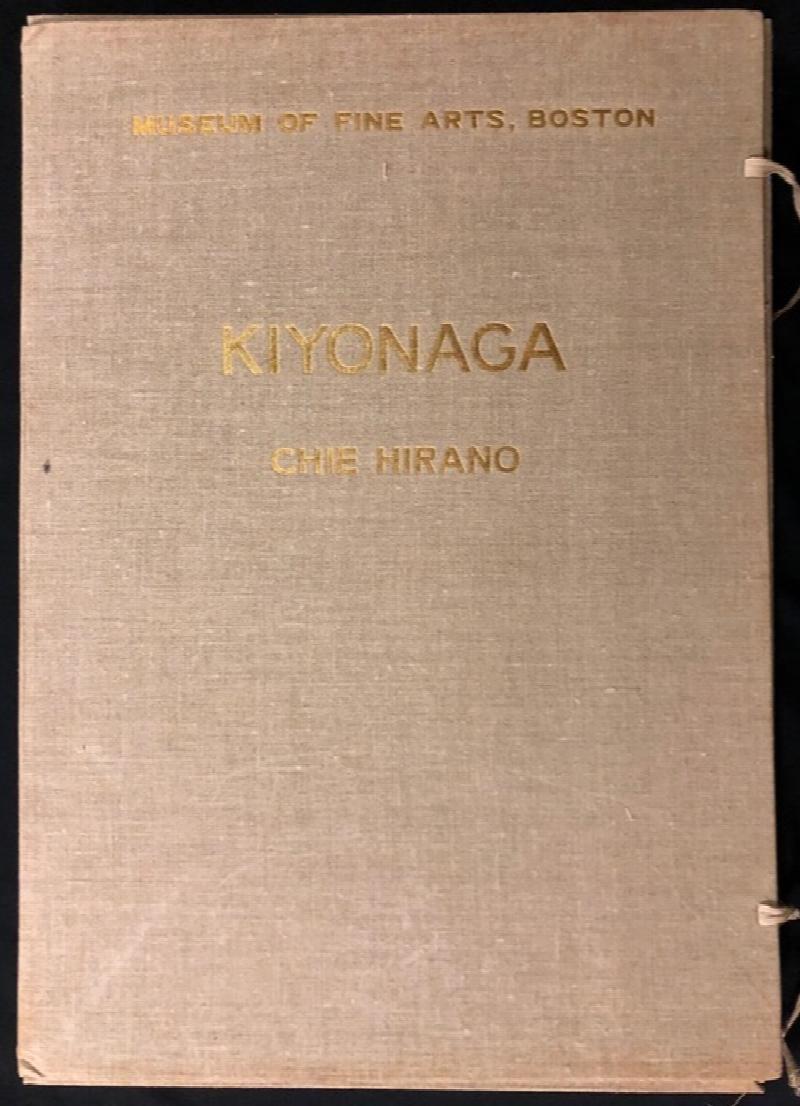 MUSEUM OF FINE ARTS, BOSTON
KIYONAGA
CHIE HIRANO